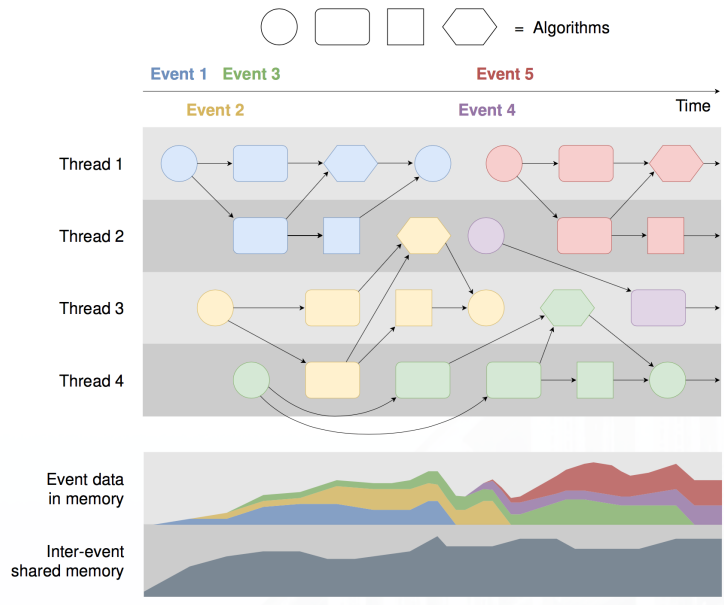 = Algorithms
Event 1 Event 3 Event 5
Event 2 Event 4 Time
Thread 1
Thread 2
Thread 3
Thread 4
Event data
in memory
Inter-event
shared memory